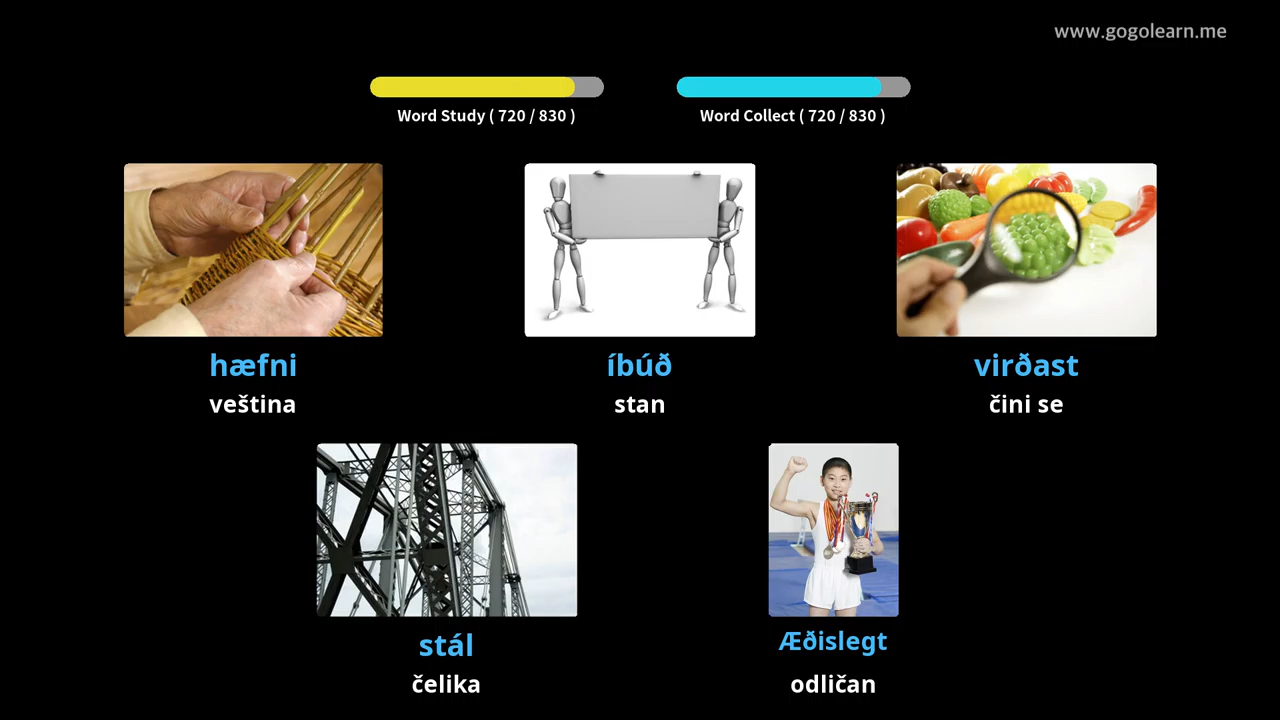 www.gogolearn.me
Word Study ( 720 / 830 )
Word Collect ( 720 / 830 )
hæfni
veština
íbúð
stan
virðast
čini se
stál
čelika
Æðislegt
odličan